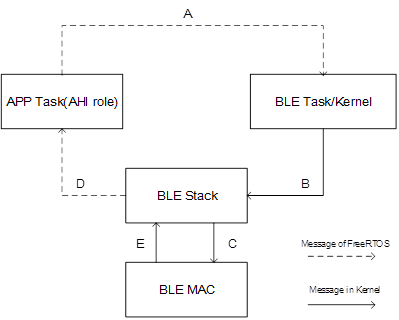 A
APP Task(AHI role)
BLE Task/Kernel
D
B
BLE Stack
E
C
Message of FreeRTOS
BLE MAC
Message in Kernel